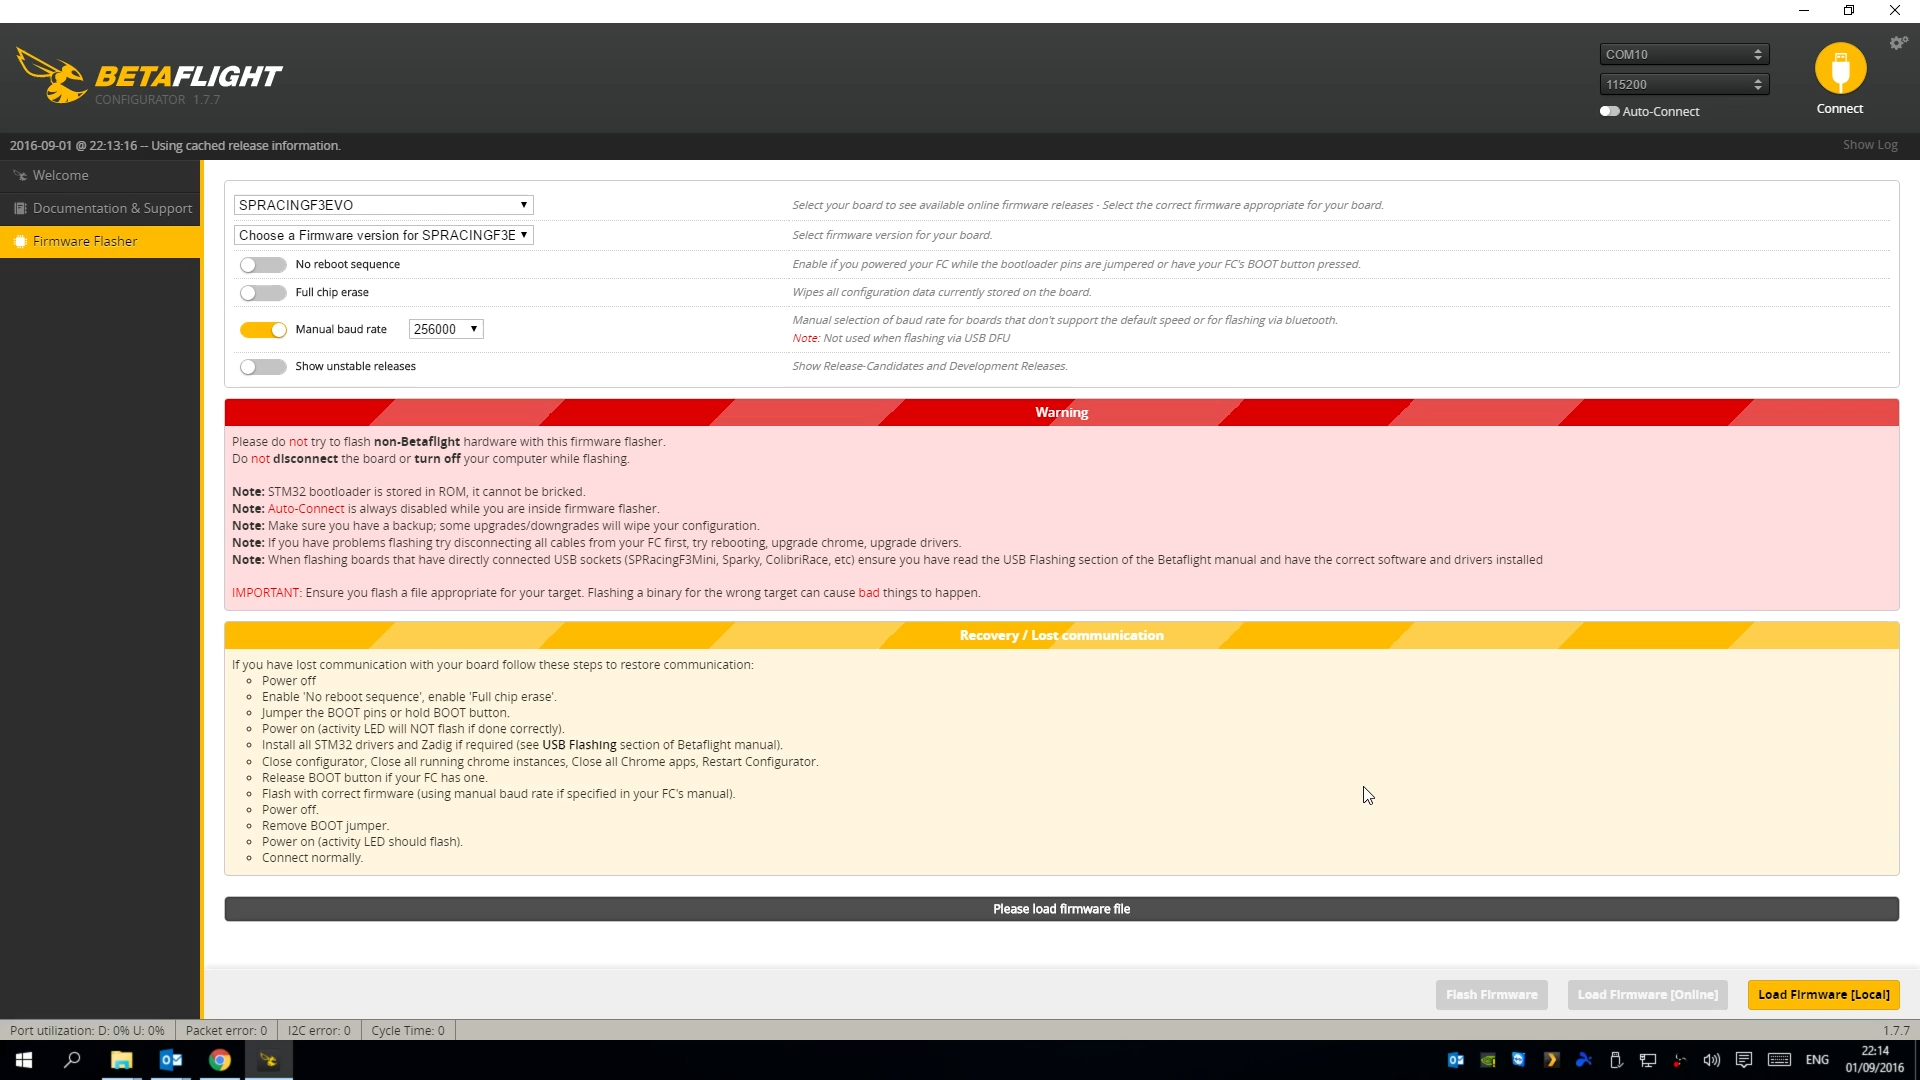 BETAFLIGHT
CONFIGURATOR 1.7.7
COM10
115200
Auto-Connect
Connect
2016-09-01 @ 22:13:16 -- Using cached release information.
Show Log
Welcome
Documentation & Support
Firmware Flasher
SPRACINGF3EVO
Select your board to see available online firmware releases - Select the correct firmware appropriate for your board.
Choose a Firmware version for SPRACINGF3E
Select firmware version for your board.
No reboot sequence
Enable if you powered your FC while the bootloader pins are jumpered or have your FC's BOOT button pressed.
Full chip erase
Wipes all configuration data currently stored on the board.
Manual baud rate
256000
Manual selection of baud rate for boards that don't support the default speed or for flashing via bluetooth.
Note: Not used when flashing via USB DFU
Show unstable releases
Show Release-Candidates and Development Releases.
Warning
Please do not try to flash non-Betaflight hardware with this firmware flasher.
Do not disconnect the board or turn off your computer while flashing.
Note: STM32 bootloader is stored in ROM, it cannot be bricked.
Note: Auto-Connect is always disabled while you are inside firmware flasher.
Note: Make sure you have a backup; some upgrades/downgrades will wipe your configuration.
Note: If you have problems flashing try disconnecting all cables from your FC first, try rebooting, upgrade chrome, upgrade drivers.
Note: When flashing boards that have directly connected USB sockets (SPRacingF3Mini, Sparky, ColibriRace, etc) ensure you have read the USB Flashing section of the Betaflight manual and have the correct software and drivers installed
IMPORTANT: Ensure you flash a file appropriate for your target. Flashing a binary for the wrong target can cause bad things to happen.
Recovery / Lost communication
If you have lost communication with your board follow these steps to restore communication:
Power off
Enable 'No reboot sequence', enable 'Full chip erase'.
Jumper the BOOT pins or hold BOOT button.
Power on (activity LED will NOT flash if done correctly).
Install all STM32 drivers and Zadig if required (see USB Flashing section of Betaflight manual).
Close configurator, Close all running chrome instances, Close all Chrome apps, Restart Configurator.
Release BOOT button if your FC has one.
Flash with correct firmware (using manual baud rate if specified in your FC's manual).
Power off.
Remove BOOT jumper.
Power on (activity LED should flash).
Connect normally.
Please load firmware file
Flash Firmware
Load Firmware [Online]
Load Firmware [Local]
Port utilization: D: 0% U: 0%
Packet error: 0
I2C error: 0
Cycle Time: 0
1.7.7
ENG
22:14
01/09/2016